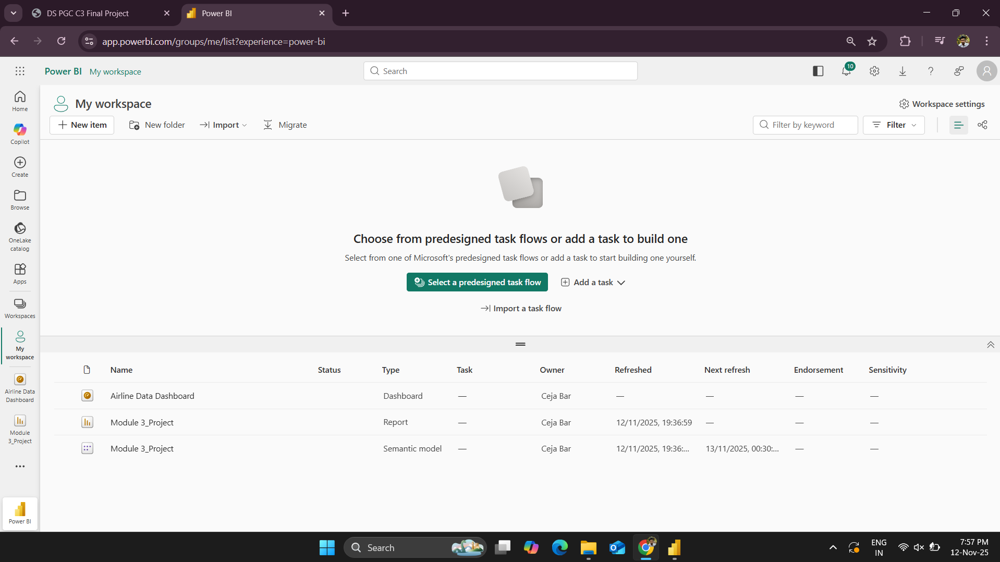 DS PGC C3 Final Project
Power BI
app.powerbi.com/groups/me/list?experience=power-bi
Power BI My workspace
Search
10
Home
Copilot
Create
Browse
OneLake
catalog
Apps
Workspaces
My
workspace
Airline Data
Dashboard
Module
3_Project
Power BI
My workspace
Workspace settings
New item
New folder
Import
Migrate
Filter by keyword
Filter
Choose from predesigned task flows or add a task to build one
Select from one of Microsoft's predesigned task flows or add a task to start building one yourself.
Select a predesigned task flow
Add a task
Import a task flow
Name Status Type Task Owner Refreshed Next refresh Endorsement Sensitivity
Airline Data Dashboard Dashboard — Ceja Bar — — — —
Module 3_Project Report — Ceja Bar 12/11/2025, 19:36:59 — — —
Module 3_Project Semantic model — Ceja Bar 12/11/2025, 19:36:... 13/11/2025, 00:30:... — —
Search
ENG
IN
7:57 PM
12-Nov-25